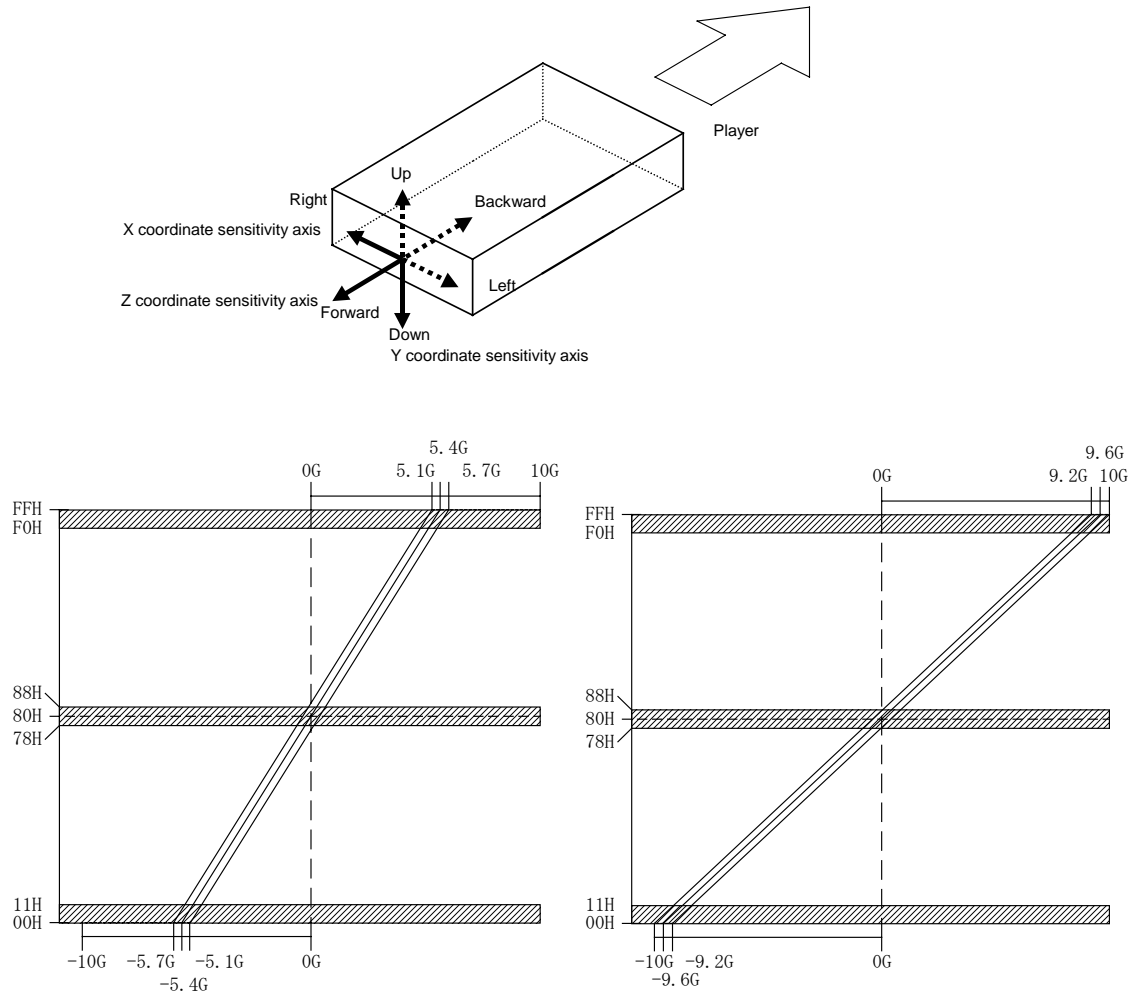 Player
Up
Right
Backward
X coordinate sensitivity axis
Left
Z coordinate sensitivity axis
Forward
Down
Y coordinate sensitivity axis
5.4G
0G
5.1G
5.7G
10G
FFH
F0H
88H
80H
78H
11H
00H
-10G
-5.7G
-5.1G
0G
-5.4G
9.6G
0G
9.2G
10G
FFH
F0H
88H
80H
78H
11H
00H
-10G
-9.2G
0G
-9.6G